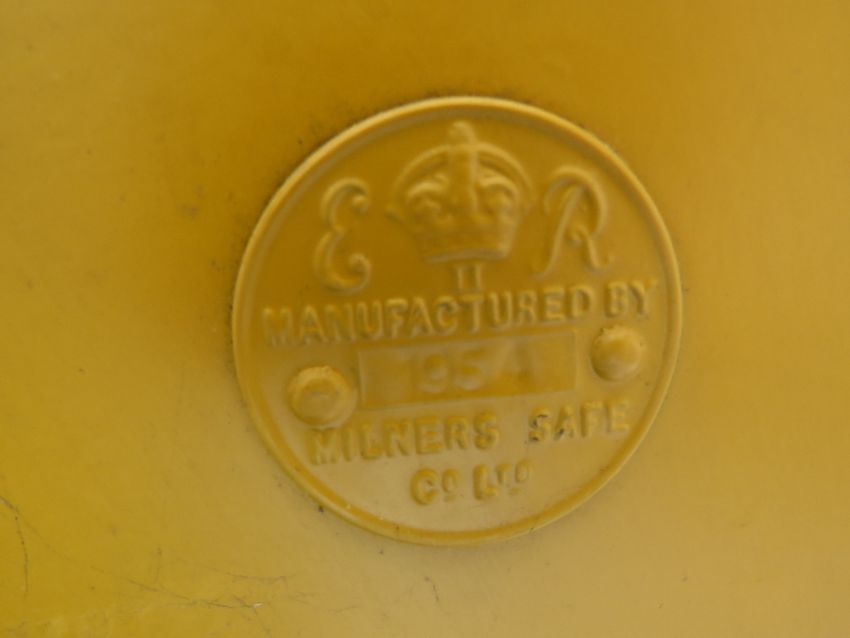 E R
II
MANUFACTURED BY
1954
MILNERS SAFE
Co LTD